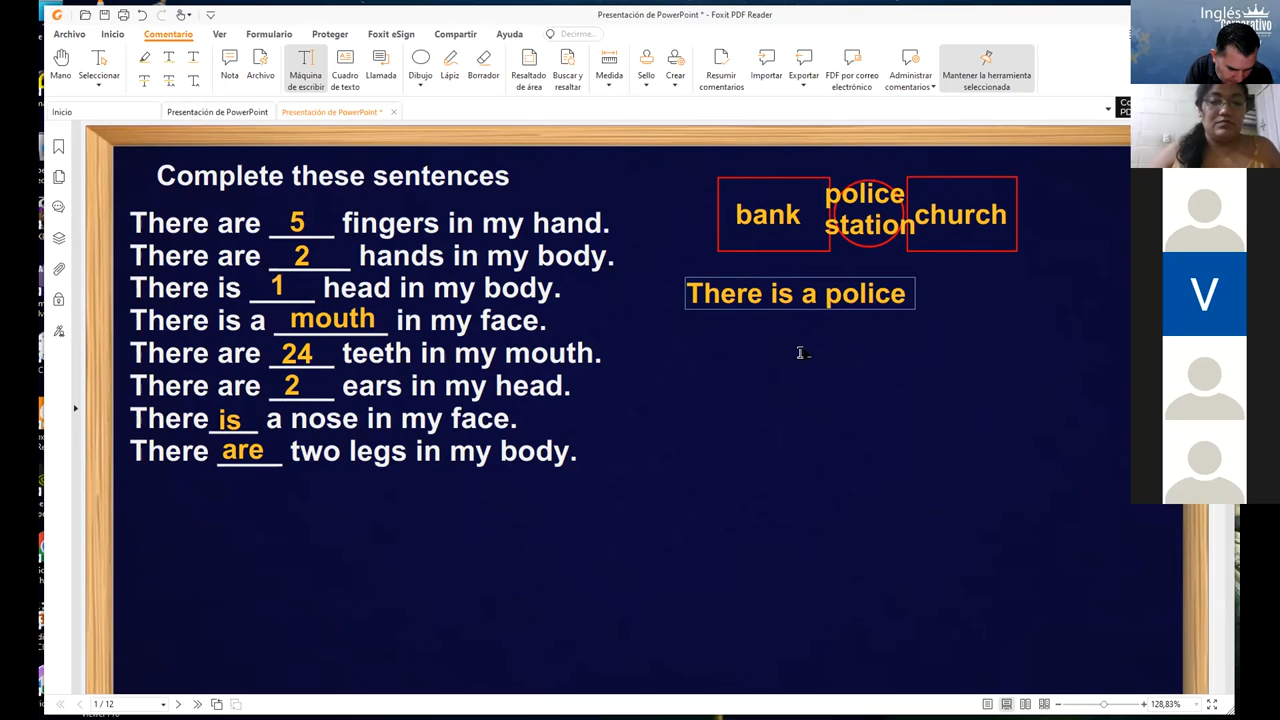 Presentación de PowerPoint * - Foxit PDF Reader
Archivo Inicio Comentario Ver Formulario Proteger Foxit eSign Compartir Ayuda Decirme...
Mano Seleccionar Nota Archivo Máquina de escribir Cuadro de texto Llamada Dibujo Lápiz Borrador Resaltado de área Buscar y resaltar Medida Sello Crear Resumir comentarios Importar Exportar FDF por correo electrónico Administrar comentarios Mantener la herramienta seleccionada
Inicio Presentación de PowerPoint Presentación de PowerPoint *
Inglés
Corporativo
Complete these sentences
There are 5 fingers in my hand.
There are 2 hands in my body.
There is 1 head in my body.
There is a mouth in my face.
There are 24 teeth in my mouth.
There are 2 ears in my head.
There is a nose in my face.
There are two legs in my body.
bank police station church
There is a police
V
1 / 12
128,83%